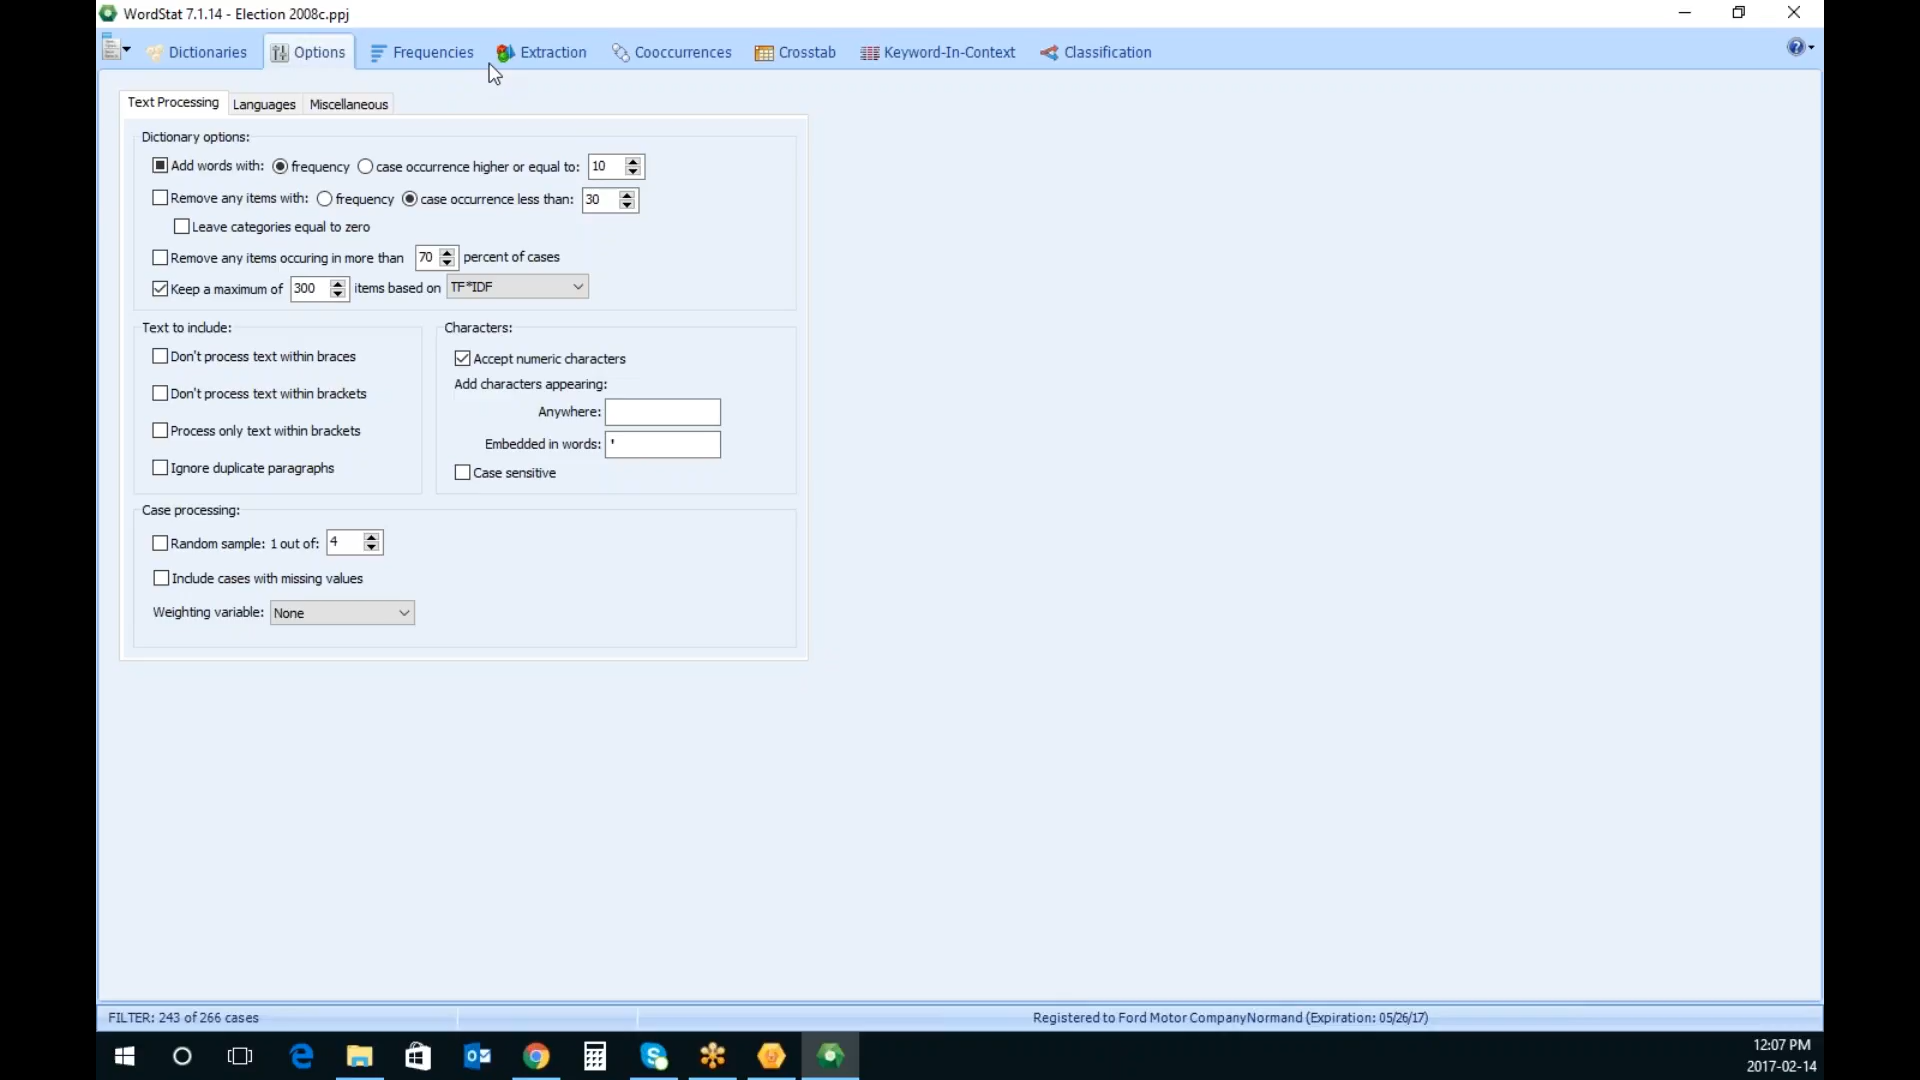 WordStat 7.1.14 - Election 2008c.ppj
Dictionaries Options Frequencies Extraction Cooccurrences Crosstab Keyword-In-Context Classification
Text Processing Languages Miscellaneous
Dictionary options:
Add words with: frequency case occurrence higher or equal to: 10
Remove any items with: frequency case occurrence less than: 30
Leave categories equal to zero
Remove any items occuring in more than 70 percent of cases
Keep a maximum of 300 items based on TF*IDF
Text to include:
Don't process text within braces
Don't process text within brackets
Process only text within brackets
Ignore duplicate paragraphs
Characters:
Accept numeric characters
Add characters appearing:
Anywhere:
Embedded in words: '
Case sensitive
Case processing:
Random sample: 1 out of: 4
Include cases with missing values
Weighting variable: None
FILTER: 243 of 266 cases
Registered to Ford Motor CompanyNormand (Expiration: 05/26/17)
12:07 PM
2017-02-14